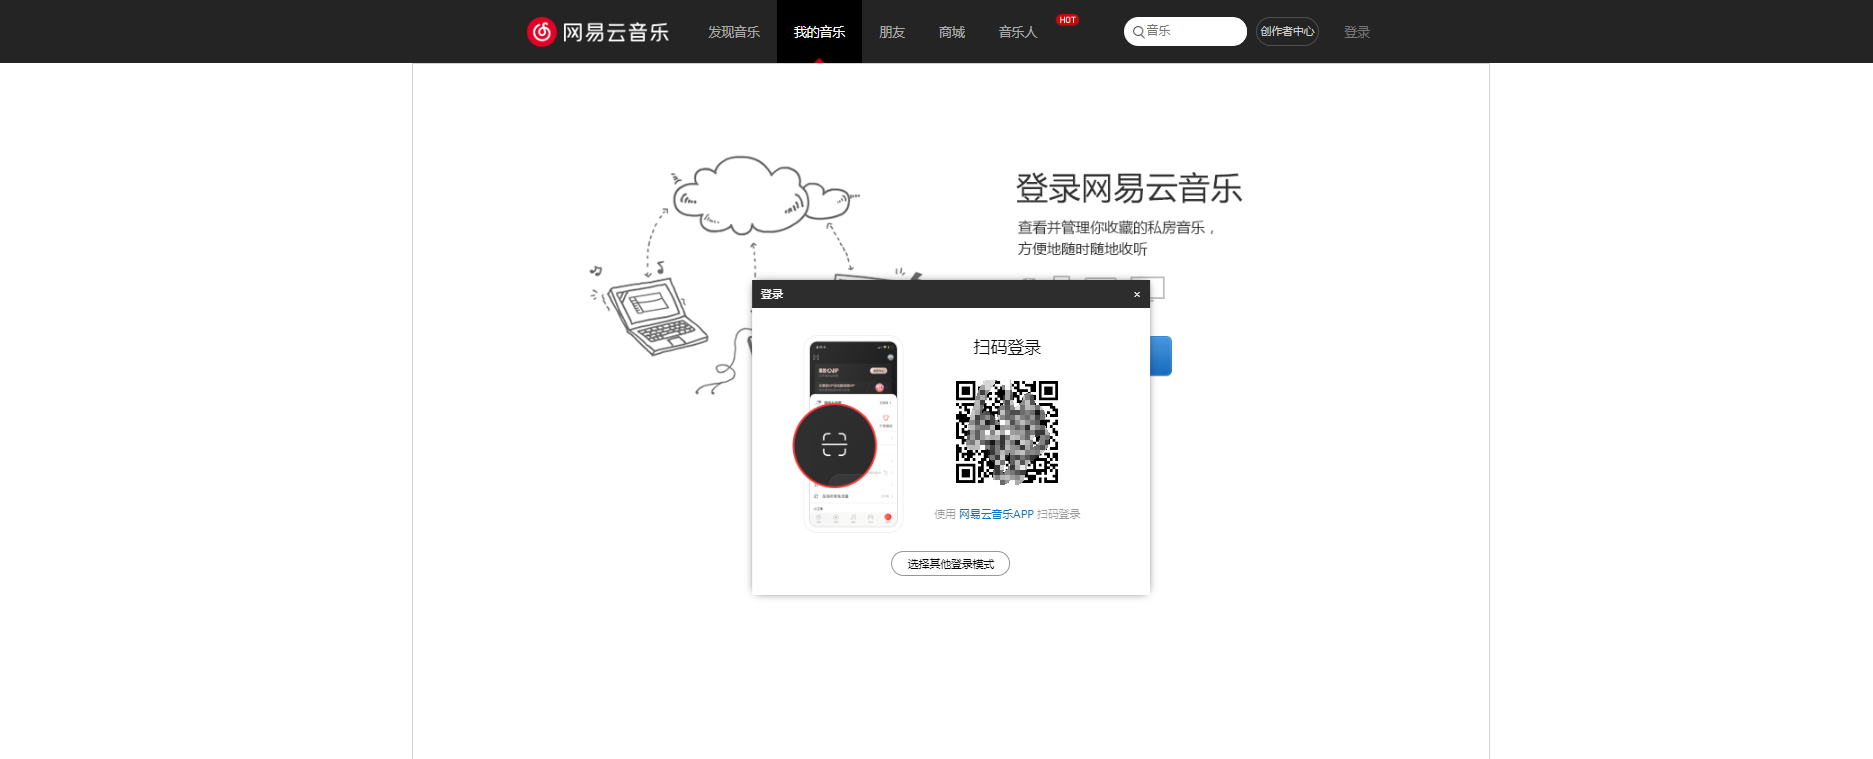 网易云音乐
发现音乐
我的音乐
朋友
商城
音乐人
HOT
音乐
创作者中心
登录
登录网易云音乐
查看并管理你收藏的私房音乐，
方便地随时随地收听
登录
×
扫码登录
使用 网易云音乐APP 扫码登录
选择其他登录模式